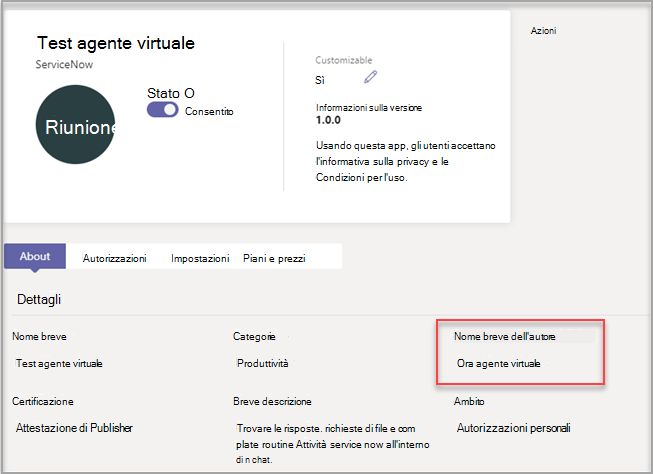 Test agente virtuale
ServiceNow
Riunione
Stato O
Consentito
Customizable
Sì
Informazioni sulla versione
1.0.0
Usando questa app, gli utenti accettano
l'informativa sulla privacy e le
Condizioni per l'uso.
Azioni
About
Autorizzazioni
Impostazioni
Piani e prezzi
Dettagli
Nome breve
Categorie
Nome breve dell'autore
Test agente virtuale
Produttività
Ora agente virtuale
Certificazione
Breve descrizione
Ambito
Attestazione di Publisher
Trovare le risposte. richieste di file e com
plate routine Attività service now all'interno
di n chat.
Autorizzazioni personali